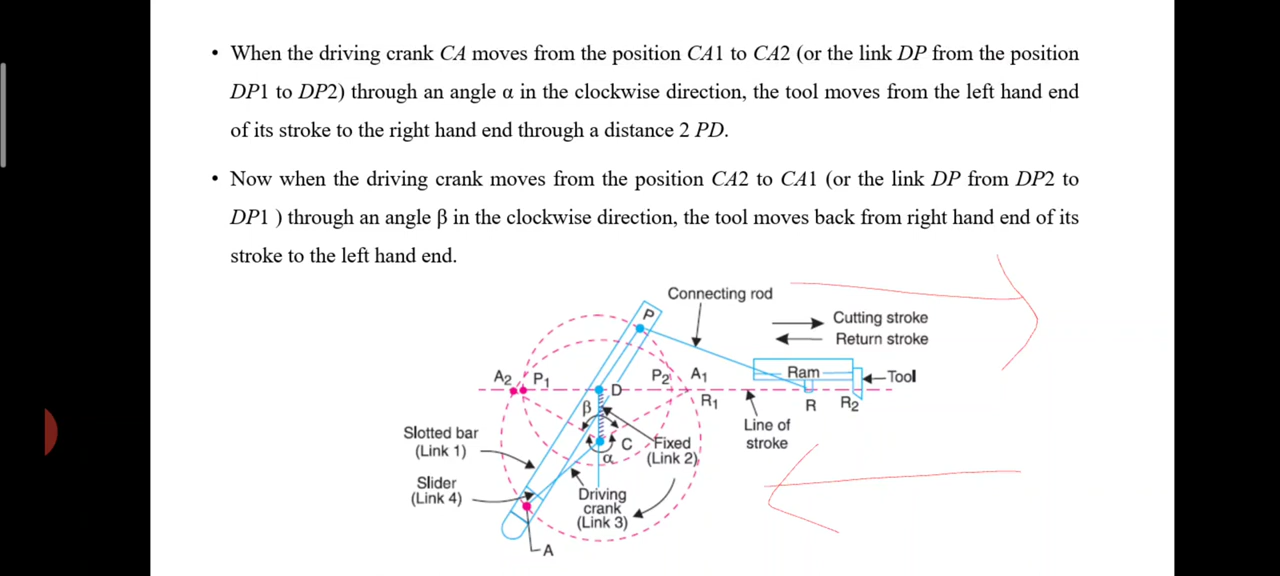 • When the driving crank CA moves from the position CA1 to CA2 (or the link DP from the position
DP1 to DP2) through an angle α in the clockwise direction, the tool moves from the left hand end
of its stroke to the right hand end through a distance 2 PD.
• Now when the driving crank moves from the position CA2 to CA1 (or the link DP from DP2 to
DP1 ) through an angle β in the clockwise direction, the tool moves back from right hand end of its
stroke to the left hand end.
Connecting rod
P
Cutting stroke
Return stroke
A2 P1
D
P2 A1
Ram
Tool
R1
R R2
β
Line of
stroke
Slotted bar
(Link 1)
C
Fixed
(Link 2)
α
Slider
(Link 4)
Driving
crank
(Link 3)
A